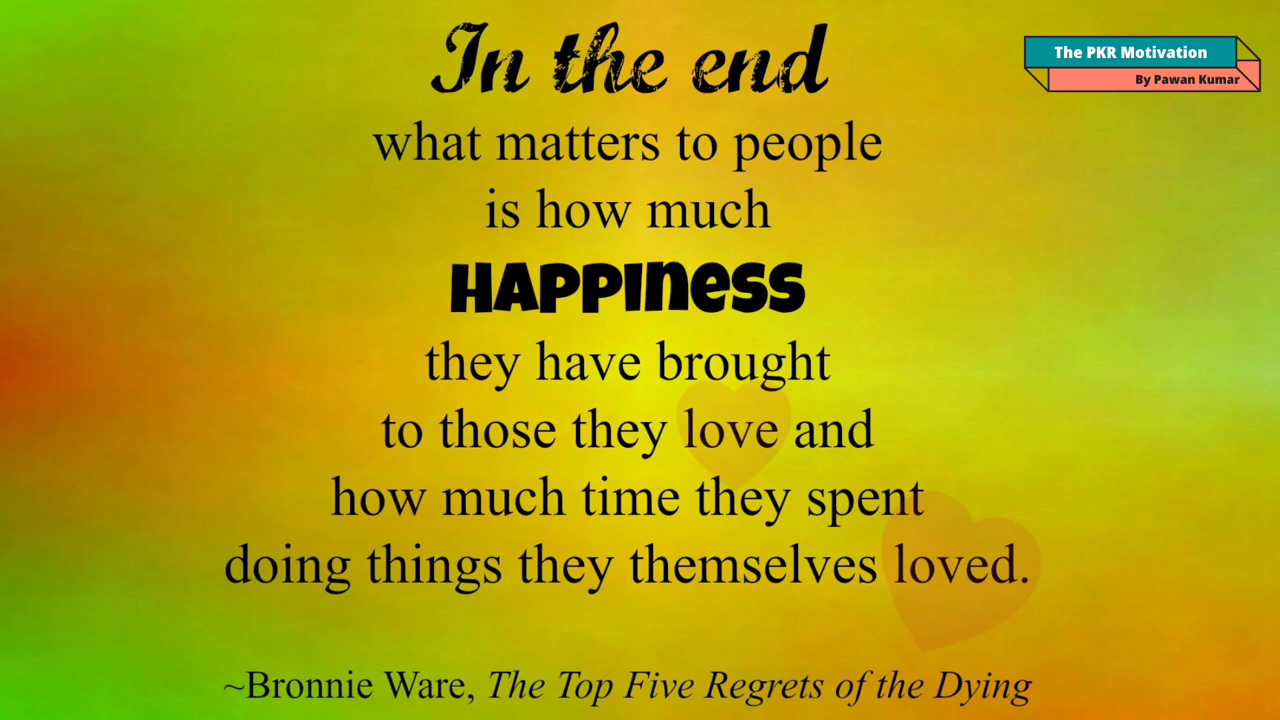 In the end
The PKR Motivation
By Pawan Kumar
what matters to people
is how much
HAPPINESS
they have brought
to those they love and
how much time they spent
doing things they themselves loved.
~Bronnie Ware, The Top Five Regrets of the Dying